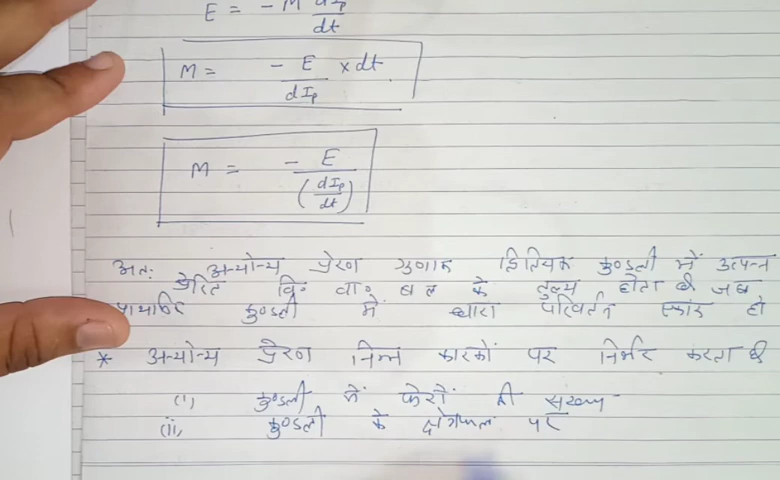 E = - M dIp/dt
M = - E/dIp x dt
M = - E/(dIp/dt)
अतः अन्योन्य प्रेरण गुणांक द्वितियक कुण्डली में उत्पन्न
प्रेरित वि॰ वा॰ बल के तुल्य होता है जब
प्राथमिक कुण्डली में धारा परिवर्तन एकांक हो
* अन्योन्य प्रेरण निम्न कारकों पर निर्भर करता है
(i) कुण्डली में फेरों की संख्या
(ii) कुण्डली के क्षेत्रफल पर